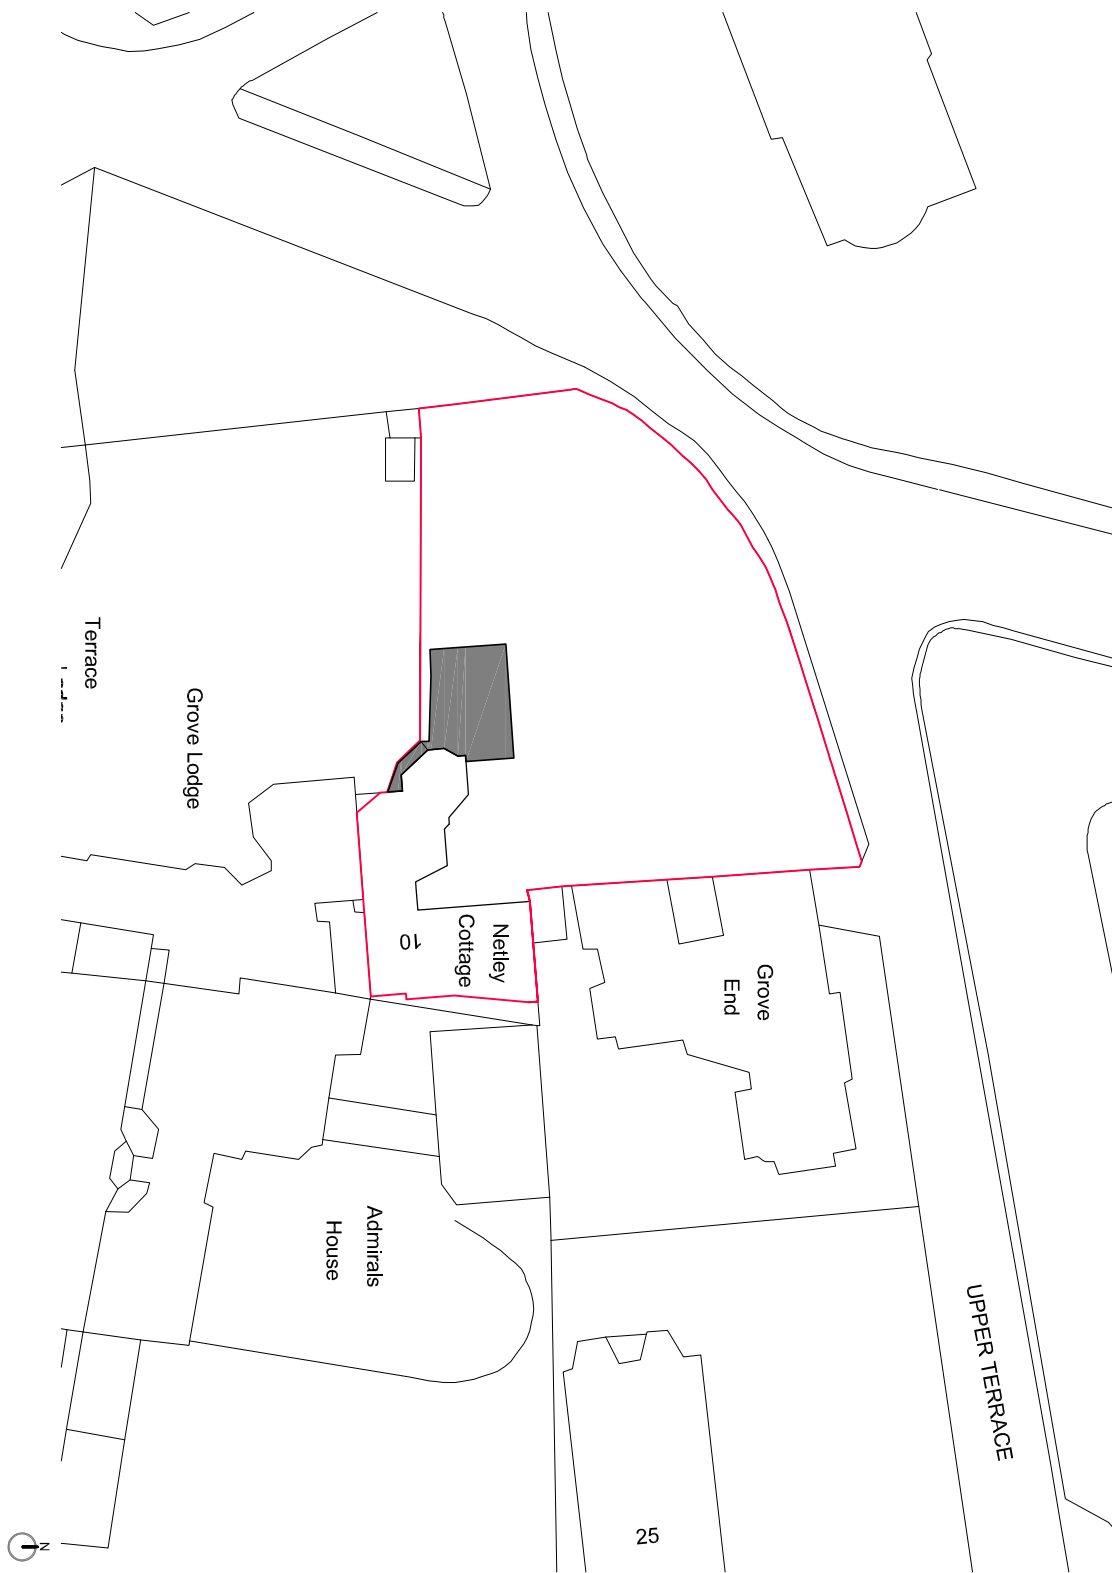 Terrace
Grove Lodge
Netley
Cottage
10
Grove
End
Admirals
House
UPPER TERRACE
25
N